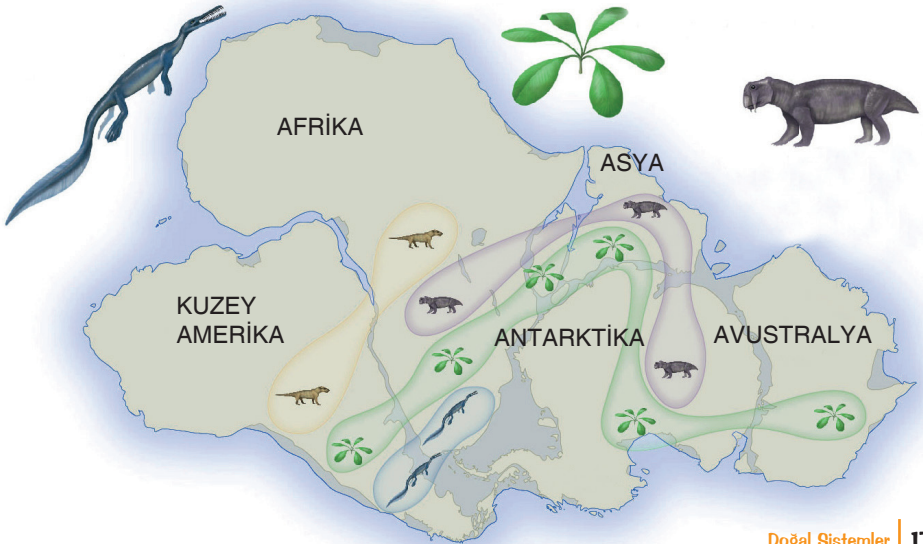 AFRİKA
ASYA
KUZEY
AMERİKA
ANTARKTİKA
AVUSTRALYA
Doğal Sistemler